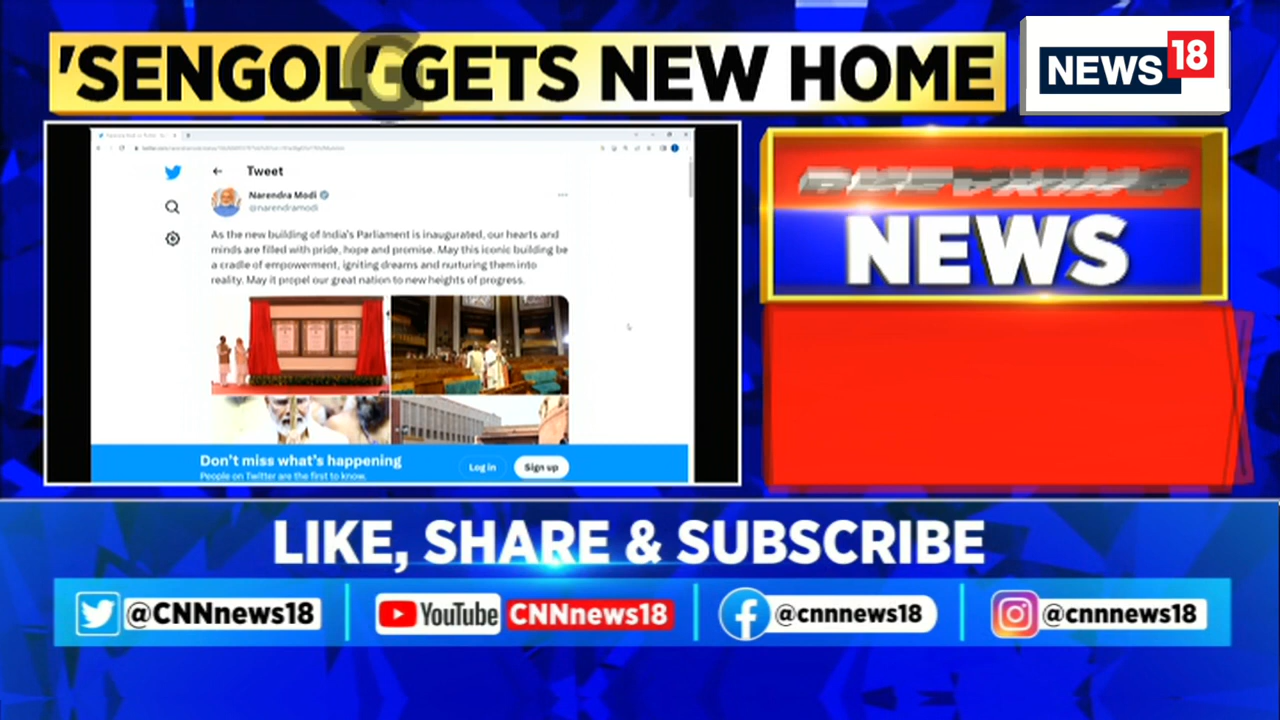 'SENGOL' GETS NEW HOME
NEWS 18
Tweet
Narendra Modi
@narendramodi
As the new building of India's Parliament is inaugurated, our hearts and
minds are filled with pride, hope and promise. May this iconic building be
a cradle of empowerment, igniting dreams and nurturing them into
reality. May it propel our great nation to new heights of progress.
Don't miss what's happening
People on Twitter are the first to know.
Log in
Sign up
NEWS
LIKE, SHARE & SUBSCRIBE
@CNNnews18
YouTube CNNnews18
@cnnnews18
@cnnnews18